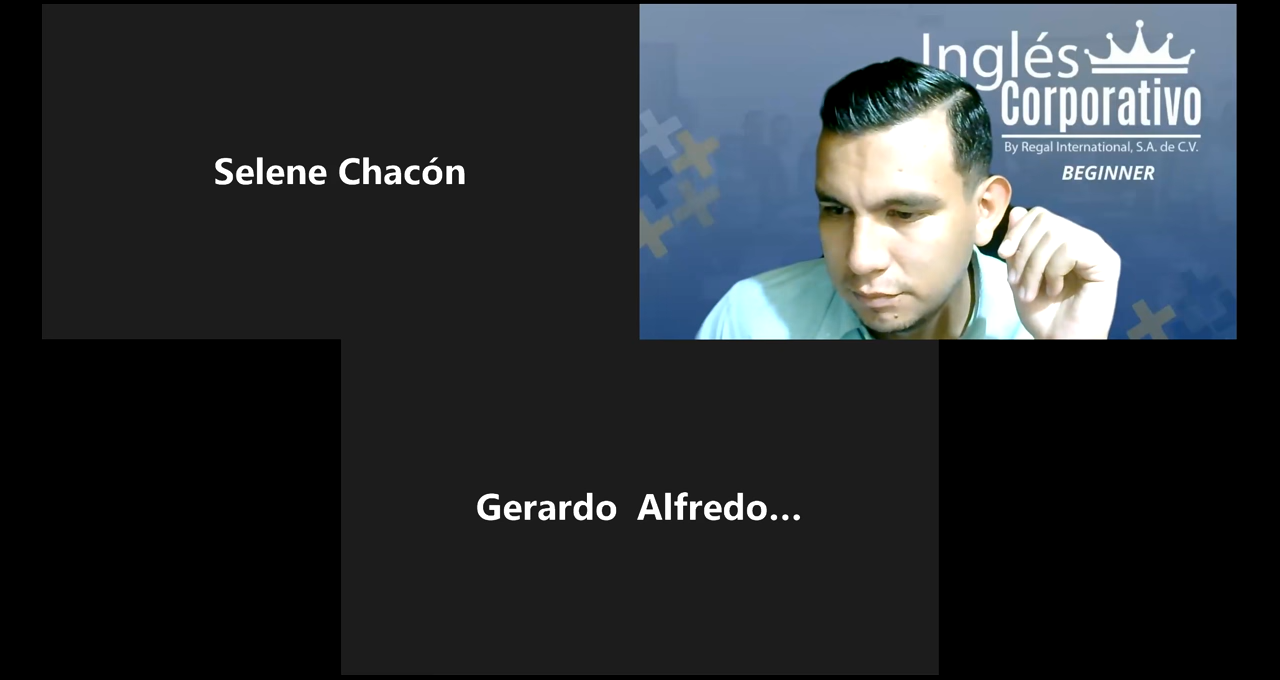 Selene Chacón
Inglés
Corporativo
By Regal International, S.A. de C.V.
BEGINNER
Gerardo  Alfredo...